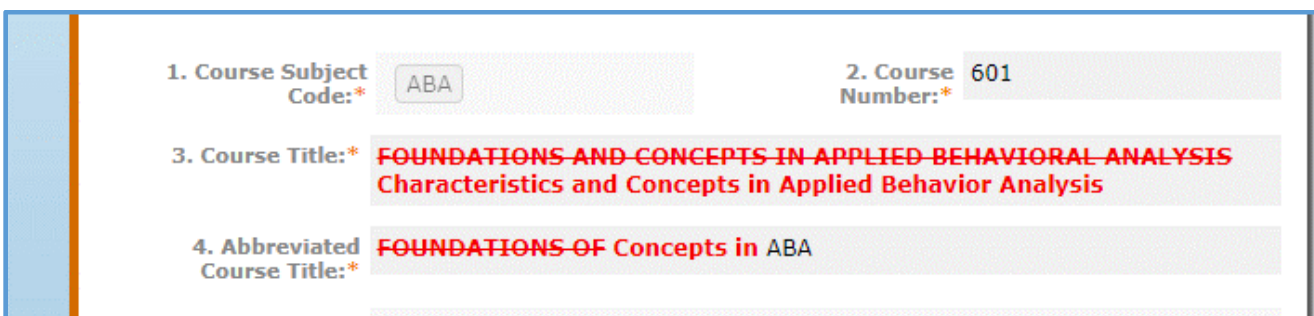 1. Course Subject Code:* ABA 2. Course Number:* 601
3. Course Title:* FOUNDATIONS AND CONCEPTS IN APPLIED BEHAVIORAL ANALYSIS
Characteristics and Concepts in Applied Behavior Analysis
4. Abbreviated Course Title:* FOUNDATIONS OF Concepts in ABA